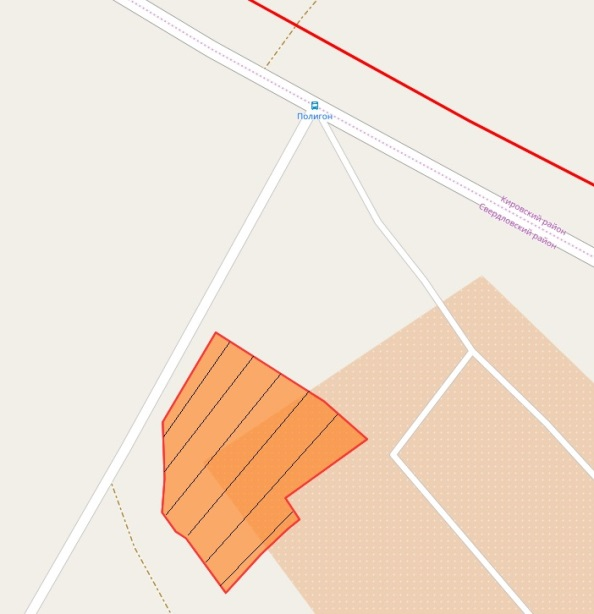 Полигон
Кировский район
Свердловский район